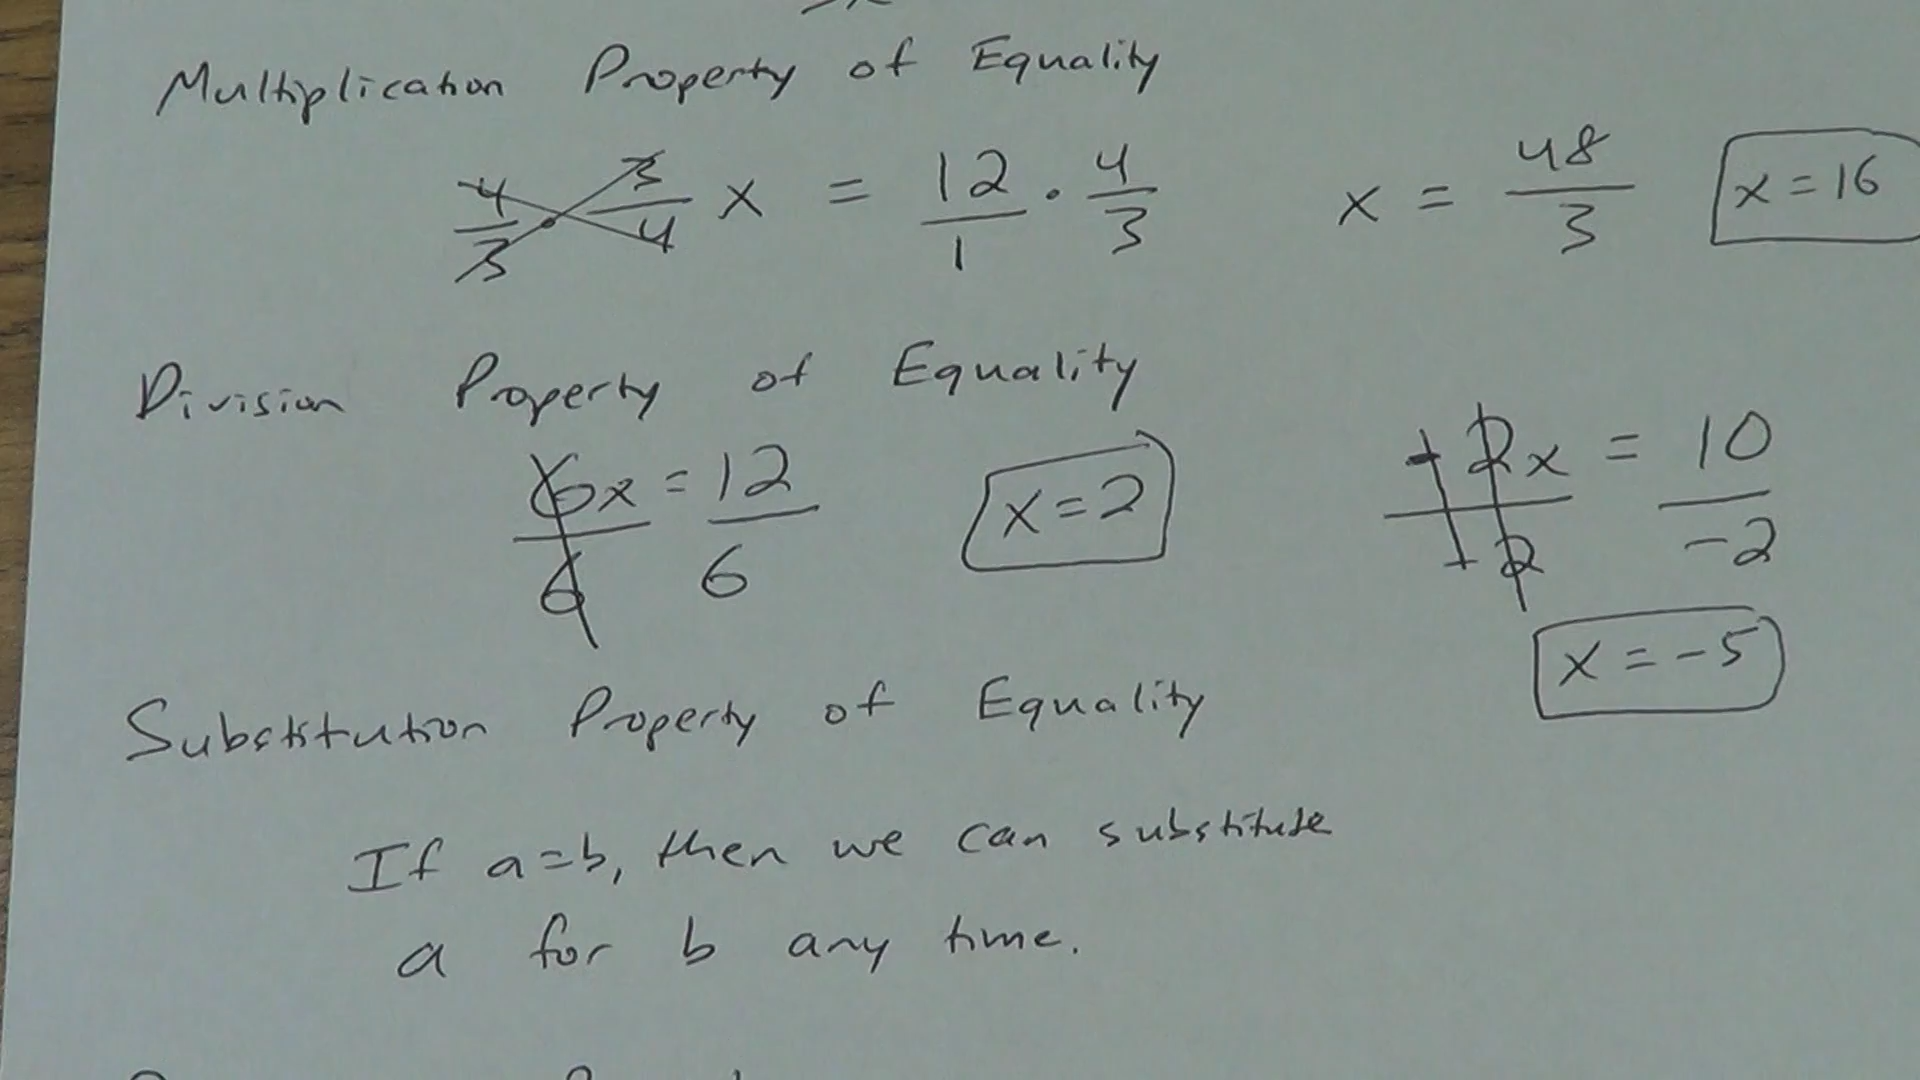 Multiplication Property of Equality
4/3 · 3/4 x = 12/1 · 4/3 x = 48/3 x = 16
Division Property of Equality
6x/6 = 12/6 x = 2 -2x/-2 = 10/-2
x = -5
Substitution Property of Equality
If a=b, then we can substitute
a for b any time.